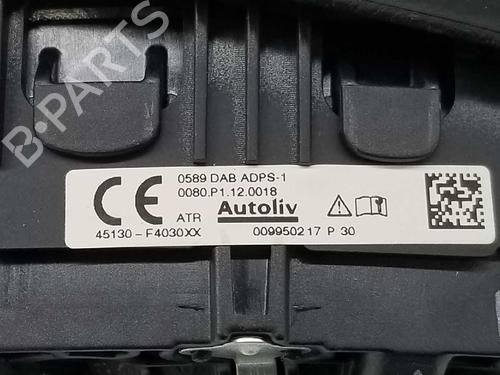 B-PARTS
CE
0589 DAB ADPS-1
0080.P1.12.0018
ATR
Autoliv
45130-F4030XX
009950217 P 30